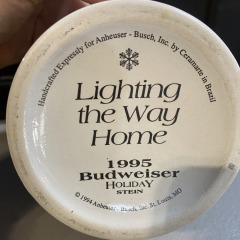 Handcrafted Expressly for Anheuser - Busch, Inc. by Ceramarte in Brazil
Lighting
the Way
Home
1995
Budweiser
HOLIDAY
STEIN
© 1994 Anheuser - Busch, Inc. St. Louis, MO